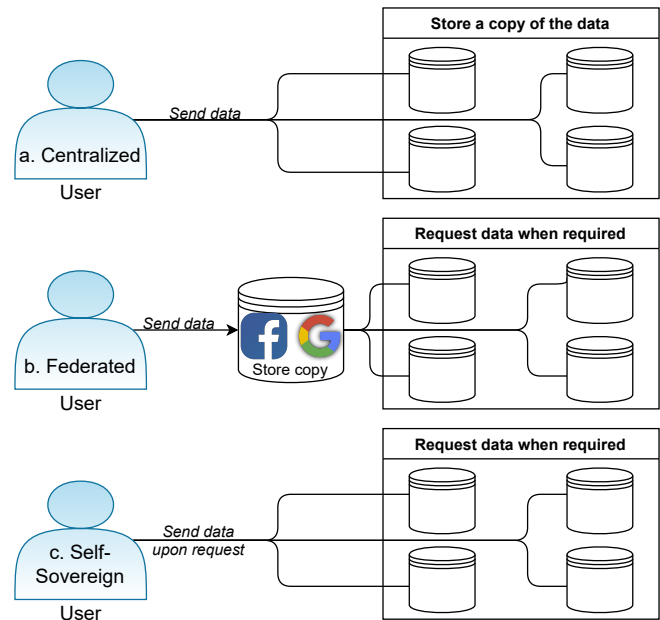 Store a copy of the data
Send data
a. Centralized
User
Request data when required
Send data
Store copy
b. Federated
User
Request data when required
Send data
upon request
c. Self-
Sovereign
User